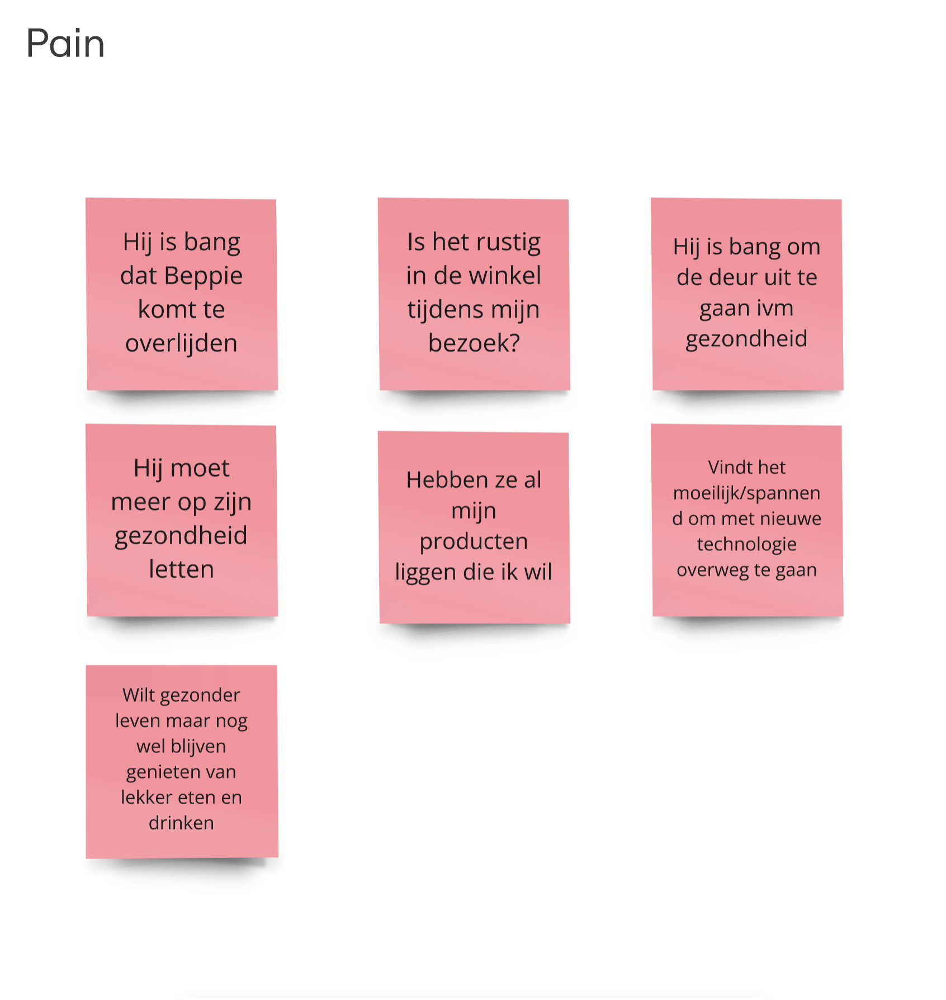 Pain
Hij is bang
dat Beppie
komt te
overlijden
Is het rustig
in de winkel
tijdens mijn
bezoek?
Hij is bang om
de deur uit te
gaan ivm
gezondheid
Hij moet
meer op zijn
gezondheid
letten
Hebben ze al
mijn
producten
liggen die ik wil
Vindt het
moeilijk/spannen
d om met nieuwe
technologie
overweg te gaan
Wilt gezonder
leven maar nog
wel blijven
genieten van
lekker eten en
drinken